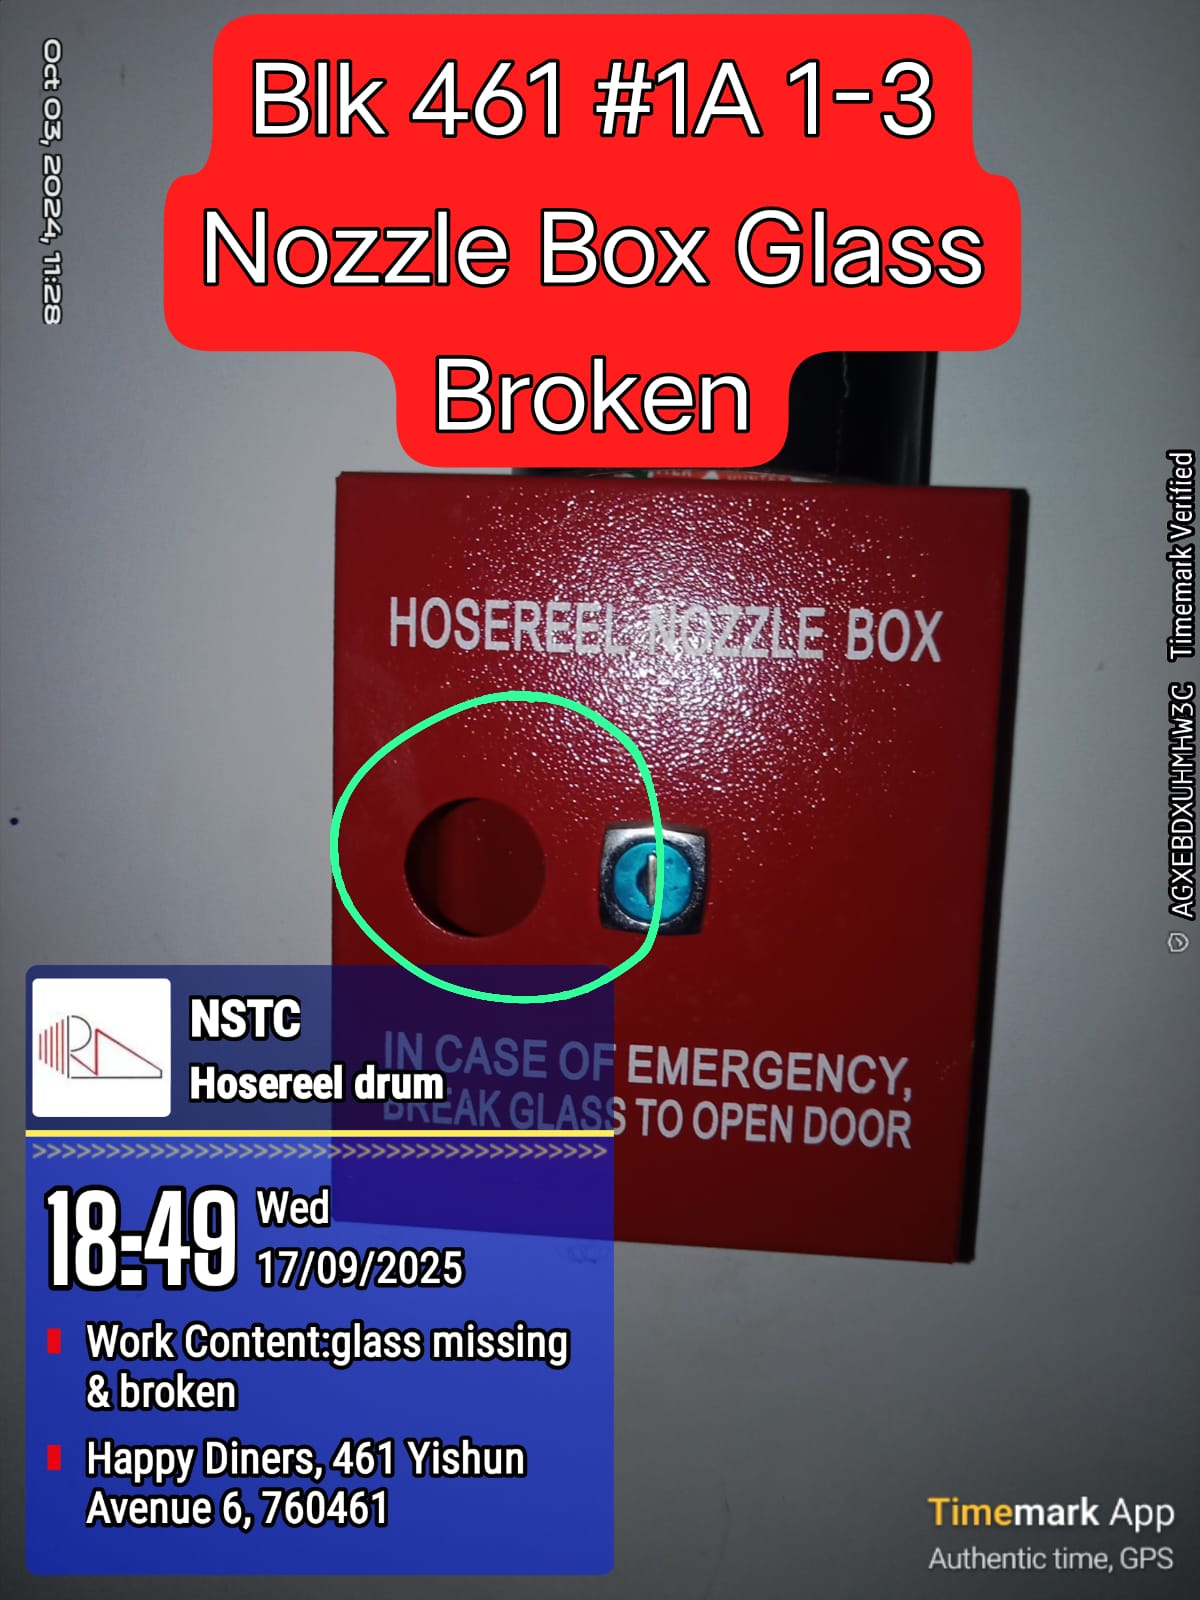 Blk 461 #1A 1-3
Nozzle Box Glass
Broken
Oct 03, 2024, 11:28
HOSEREEL NOZZLE BOX
IN CASE OF EMERGENCY,
BREAK GLASS TO OPEN DOOR
NSTC
Hosereel drum
>>>>>>>>>>>>>>>>>>>>>>>>>>>>>>>>>>>>>>>>>
18:49
Wed
17/09/2025
Work Content:glass missing
& broken
Happy Diners, 461 Yishun
Avenue 6, 760461
AGXEBDXUHMHW3C Timemark Verified
Timemark App
Authentic time, GPS